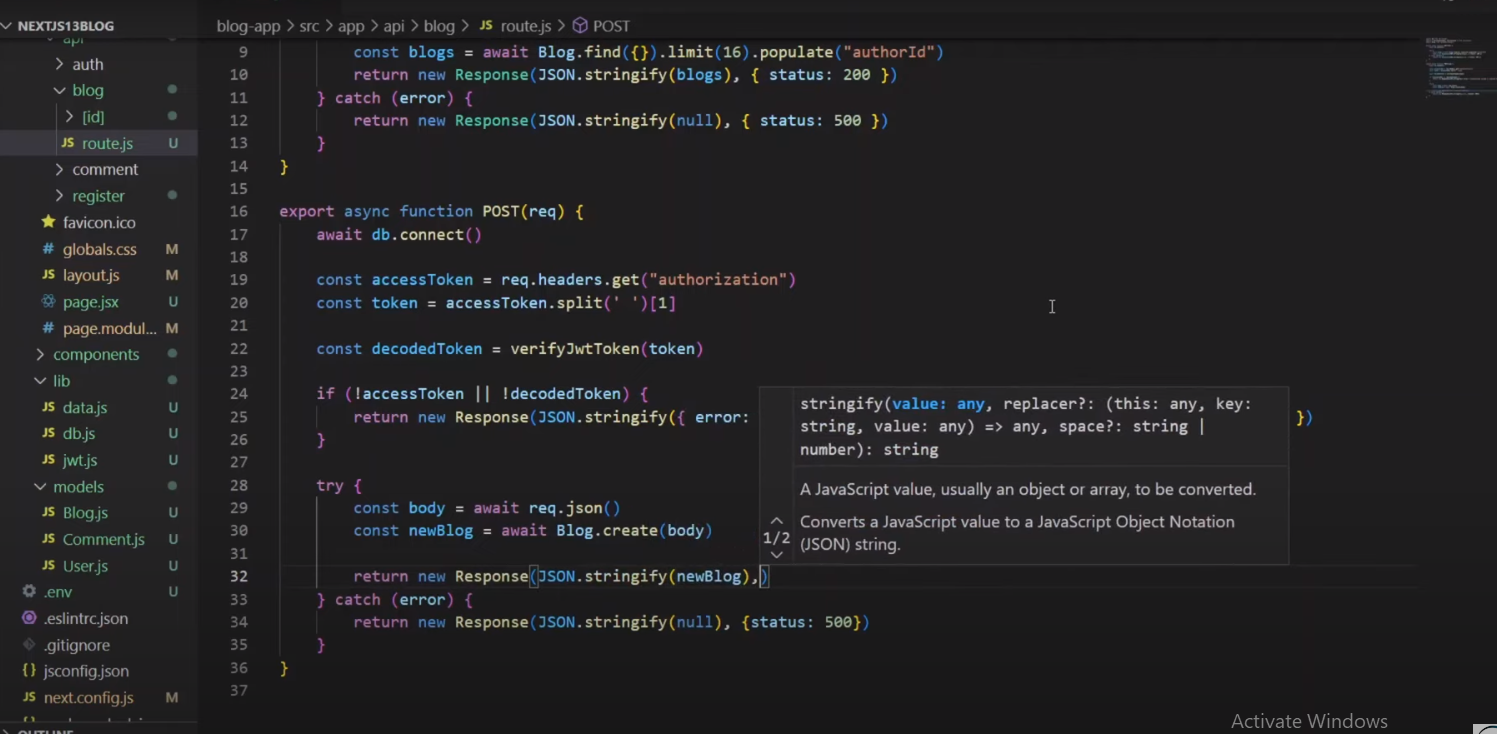 NEXTJS13BLOG
blog-app > src > app > api > blog > JS route.js > POST
api
auth
blog
[id]
JS route.js U
comment
register
favicon.ico
# globals.css M
JS layout.js M
page.jsx U
# page.modul... M
components
lib
JS data.js U
JS db.js U
JS jwt.js U
models
JS Blog.js U
JS Comment.js U
JS User.js U
.env U
.eslintrc.json
.gitignore
{} jsconfig.json
JS next.config.js M
OUTLINE
9 const blogs = await Blog.find({}).limit(16).populate("authorId")
10 return new Response(JSON.stringify(blogs), { status: 200 })
11 } catch (error) {
12 return new Response(JSON.stringify(null), { status: 500 })
13 }
14 }
15
16 export async function POST(req) {
17 await db.connect()
18
19 const accessToken = req.headers.get("authorization")
20 const token = accessToken.split(' ')[1]
21
22 const decodedToken = verifyJwtToken(token)
23
24 if (!accessToken || !decodedToken) {
25 return new Response(JSON.stringify({ error: })
26 }
27
28 try {
29 const body = await req.json()
30 const newBlog = await Blog.create(body)
31
32 return new Response(JSON.stringify(newBlog),)
33 } catch (error) {
34 return new Response(JSON.stringify(null), {status: 500})
35 }
36 }
37
stringify(value: any, replacer?: (this: any, key:
string, value: any) => any, space?: string |
number): string
A JavaScript value, usually an object or array, to be converted.
1/2
Converts a JavaScript value to a JavaScript Object Notation
(JSON) string.
Activate Windows